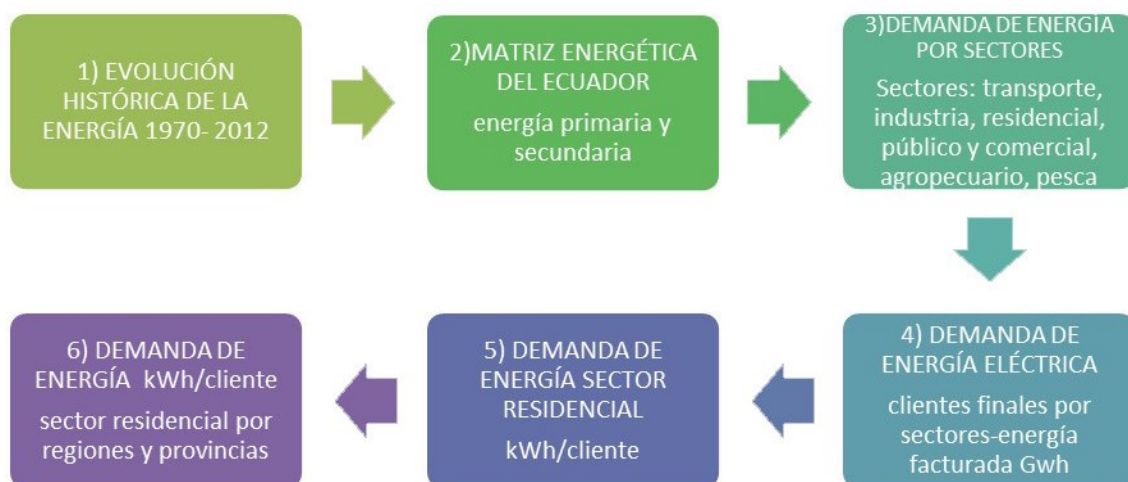 1) EVOLUCIÓN
HISTÓRICA DE LA
ENERGÍA 1970- 2012
2)MATRIZ ENERGÉTICA
DEL ECUADOR
energía primaria y
secundaria
3)DEMANDA DE ENERGÍA
POR SECTORES
Sectores: transporte,
industria, residencial,
público y comercial,
agropecuario, pesca
4) DEMANDA DE
ENERGÍA ELÉCTRICA
clientes finales por
sectores-energía
facturada Gwh
5) DEMANDA DE
ENERGÍA SECTOR
RESIDENCIAL
kWh/cliente
6) DEMANDA DE
ENERGÍA kWh/cliente
sector residencial por
regiones y provincias